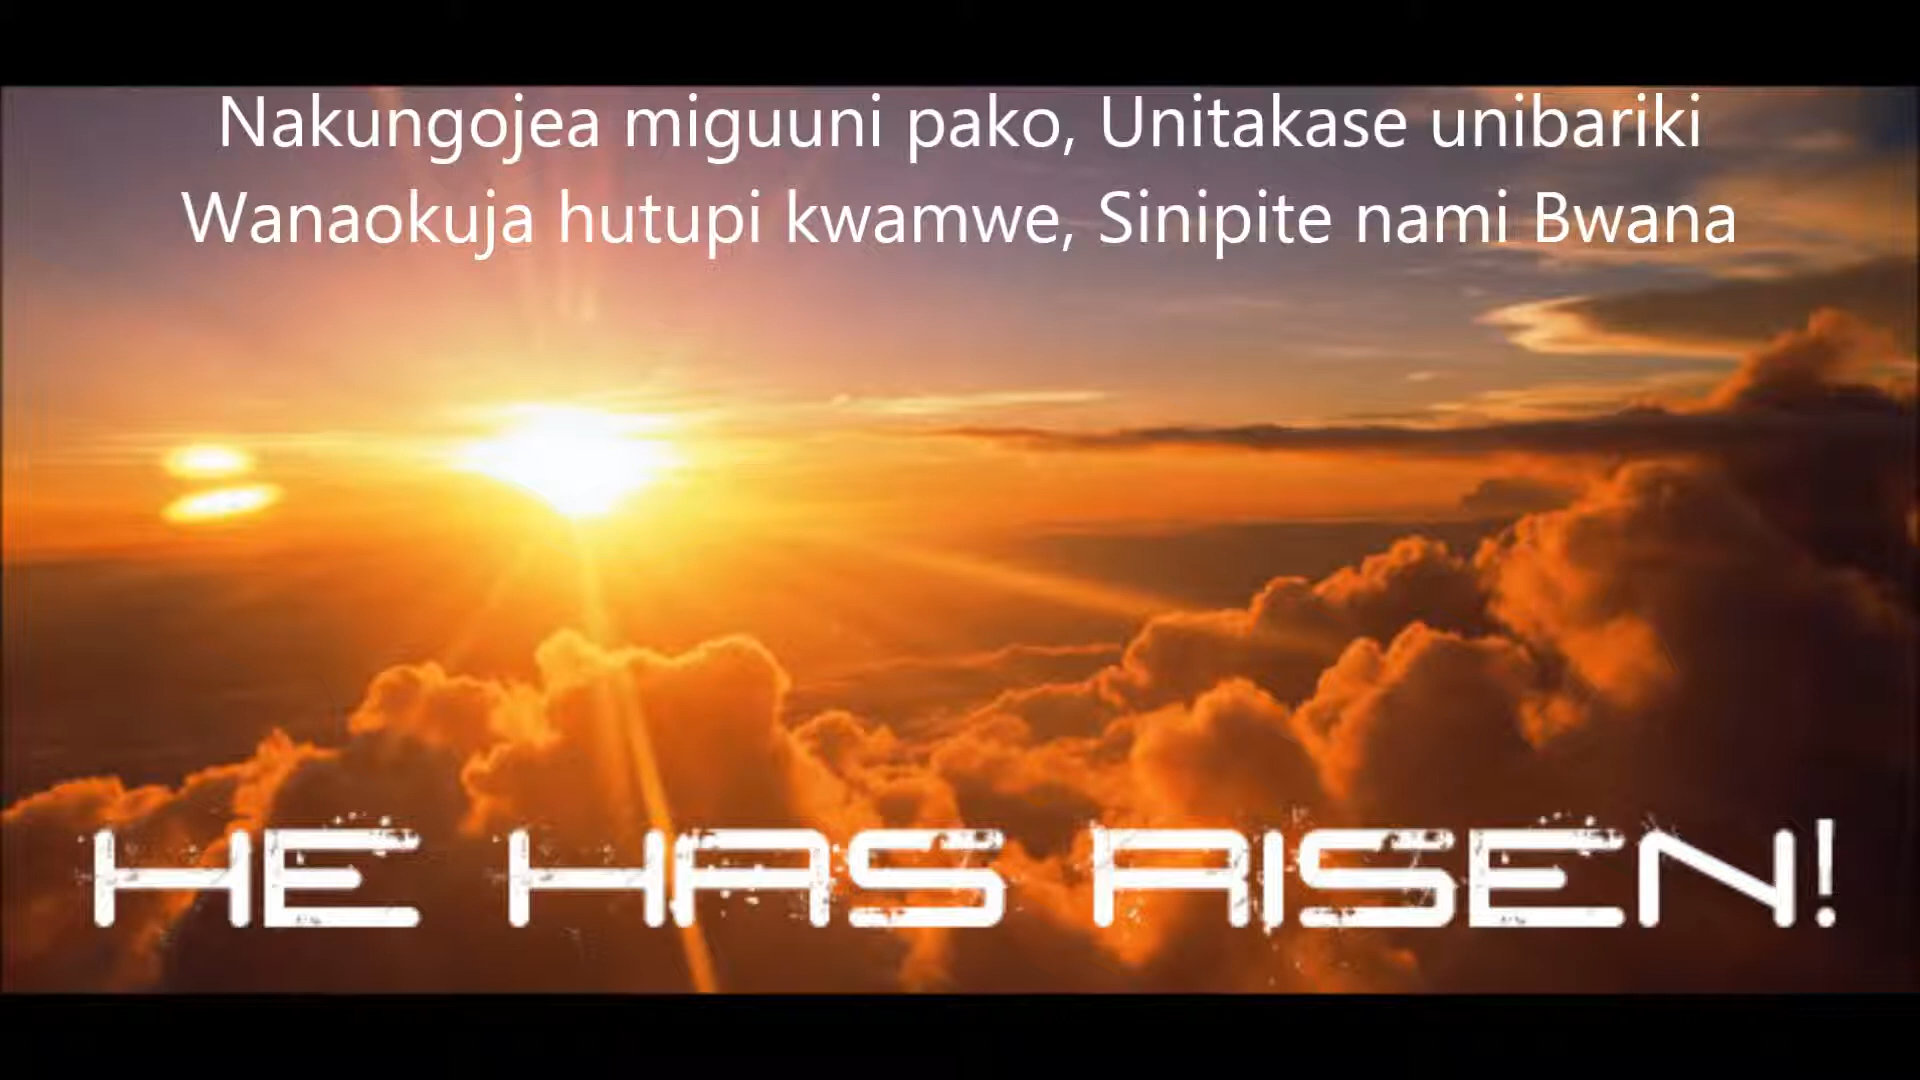 Nakungojea miguuni pako, Unitakase unibariki
Wanaokuja hutupi kwamwe, Sinipite nami Bwana
HE HAS RISEN!